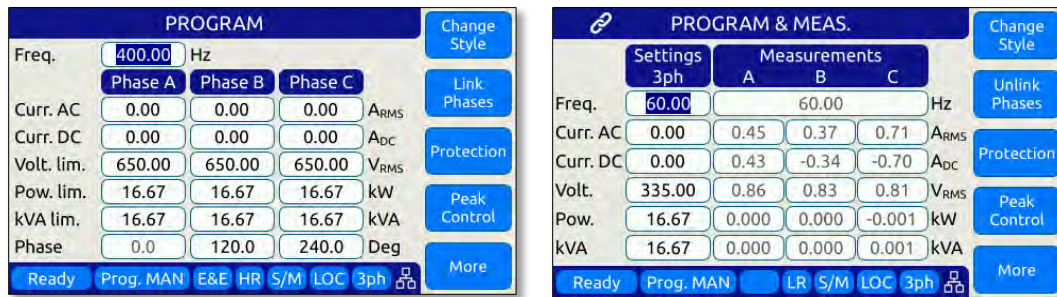 PROGRAM
Change
Style
Freq. 400.00 Hz
Phase A Phase B Phase C
Link
Phases
Curr. AC 0.00 0.00 0.00 ARMS
Curr. DC 0.00 0.00 0.00 ADC
Protection
Volt. lim. 650.00 650.00 650.00 VRMS
Pow. lim. 16.67 16.67 16.67 kW
Peak
Control
kVA lim. 16.67 16.67 16.67 kVA
Phase 0.0 120.0 240.0 Deg
More
Ready Prog. MAN E&E HR S/M LOC 3ph
PROGRAM & MEAS.
Change
Style
Settings
3ph
Measurements
A B C
Unlink
Phases
Freq. 60.00 60.00 Hz
Curr. AC 0.00 0.45 0.37 0.71 ARMS
Curr. DC 0.00 0.43 -0.34 -0.70 ADC
Protection
Volt. 335.00 0.86 0.83 0.81 VRMS
Pow. 16.67 0.000 0.000 -0.001 kW
Peak
Control
kVA 16.67 0.000 0.000 0.001 kVA
More
Ready Prog. MAN LR S/M LOC 3ph